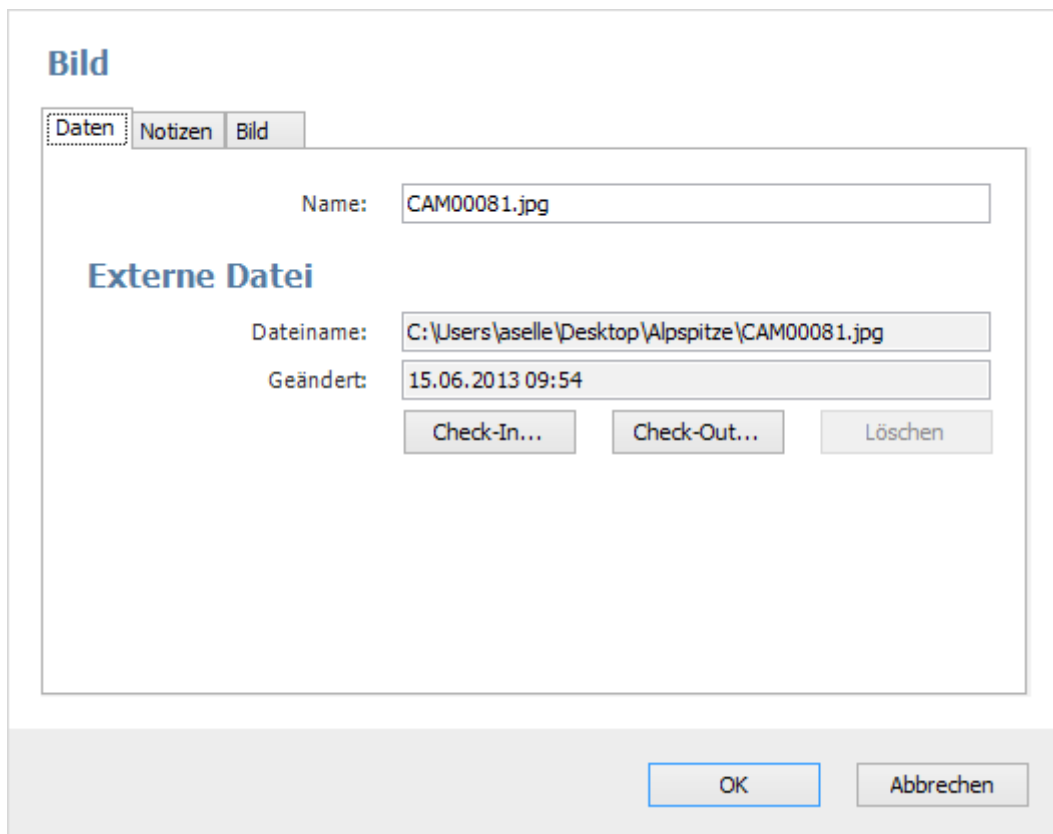 Bild
Daten Notizen Bild
Name: CAM00081.jpg
Externe Datei
Dateiname: C:\Users\aselle\Desktop\Alpspitze\CAM00081.jpg
Geändert: 15.06.2013 09:54
Check-In... Check-Out... Löschen
OK Abbrechen